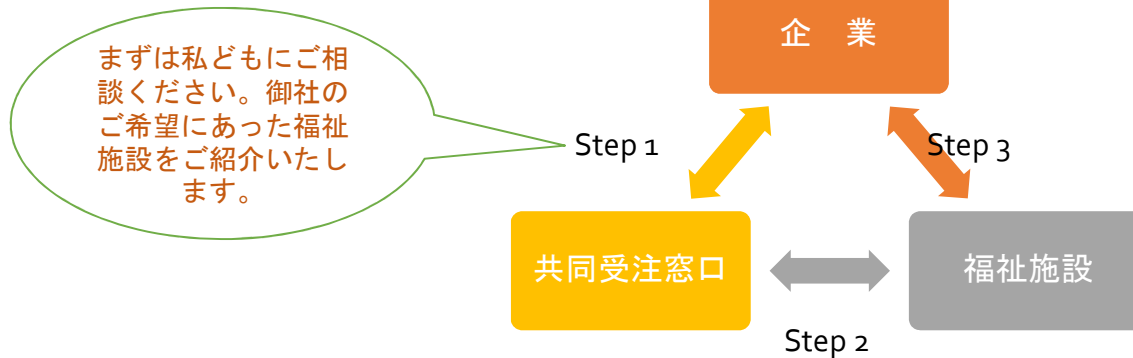 企　業
まずは私どもにご相
談ください。御社の
ご希望にあった福祉
施設をご紹介いたし
ます。
Step 1
Step 3
共同受注窓口
福祉施設
Step 2